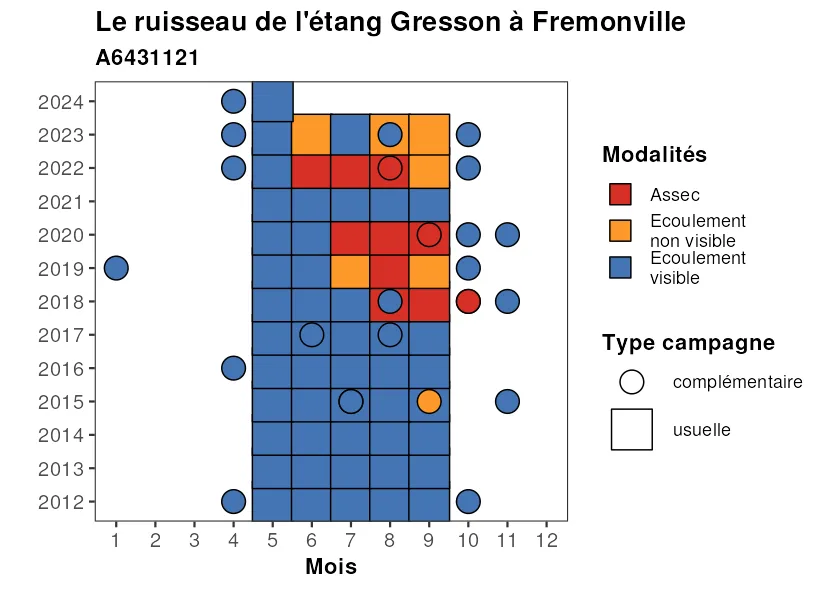 Le ruisseau de l'étang Gresson à Fremonville
A6431121
2024
2023
2022
2021
2020
2019
2018
2017
2016
2015
2014
2013
2012
1 2 3 4 5 6 7 8 9 10 11 12
Mois
Modalités
Assec
Ecoulement
non visible
Ecoulement
visible
Type campagne
complémentaire
usuelle